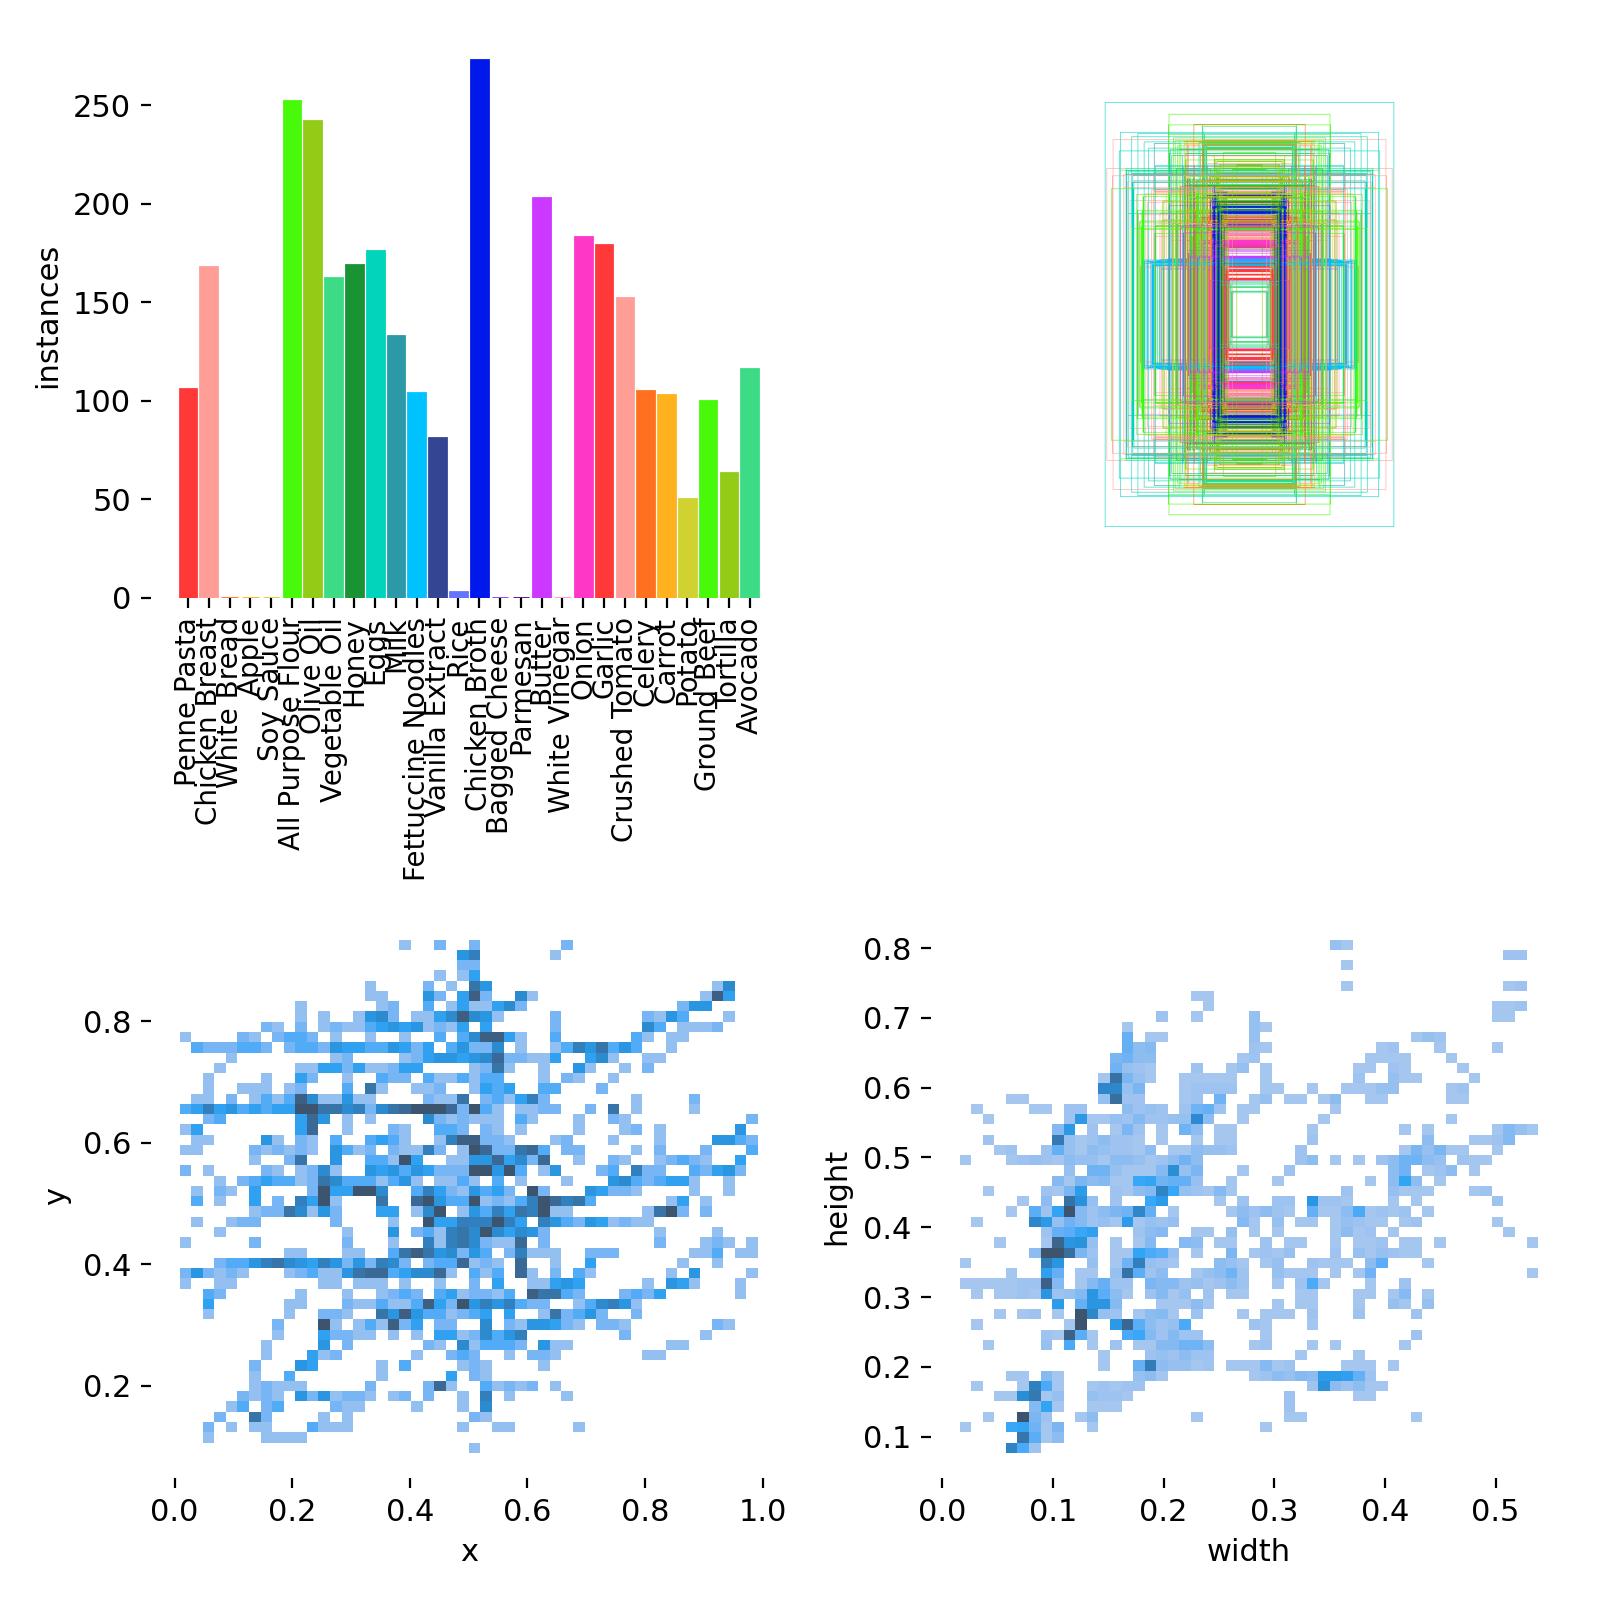 instances
250
200
150
100
50
0
Penne Pasta
Chicken Breast
White Bread
Apple
Soy Sauce
All Purpose Flour
Olive Oil
Vegetable Oil
Honey
Eggs
Milk
Fettuccine Noodles
Vanilla Extract
Rice
Chicken Broth
Bagged Cheese
Parmesan
Butter
White Vinegar
Onion
Garlic
Crushed Tomato
Celery
Carrot
Potato
Ground Beef
Tortilla
Avocado
y
0.8
0.6
0.4
0.2
0.0 0.2 0.4 0.6 0.8 1.0
x
height
0.8
0.7
0.6
0.5
0.4
0.3
0.2
0.1
0.0 0.1 0.2 0.3 0.4 0.5
width